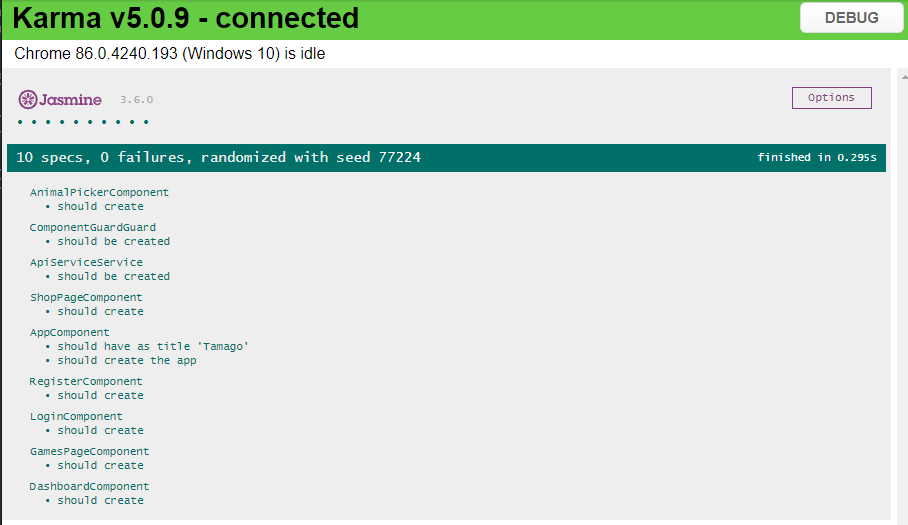 Karma v5.0.9 - connected
DEBUG
Chrome 86.0.4240.193 (Windows 10) is idle
Jasmine 3.6.0
Options
• • • • • • • • • •
10 specs, 0 failures, randomized with seed 77224
finished in 0.295s
AnimalPickerComponent
• should create
ComponentGuardGuard
• should be created
ApiServiceService
• should be created
ShopPageComponent
• should create
AppComponent
• should have as title 'Tamago'
• should create the app
RegisterComponent
• should create
LoginComponent
• should create
GamesPageComponent
• should create
DashboardComponent
• should create